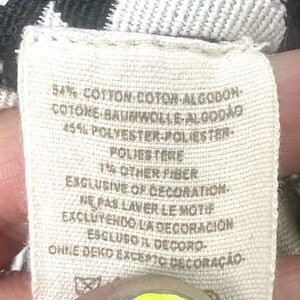 54% COTTON-COTON-ALGODON-
COTONE-BAUMWOLLE-ALGODÃO
45% POLYESTER-POLIESTER-
POLIESTERE
1% OTHER FIBER
EXCLUSIVE OF DECORATION-
NE PAS LAVER LE MOTIF
EXCLUYENDO LA DECORACION
ESCLUSO IL DECORO-
OHNE DEKO EXCEPTO DECORAÇÃO-